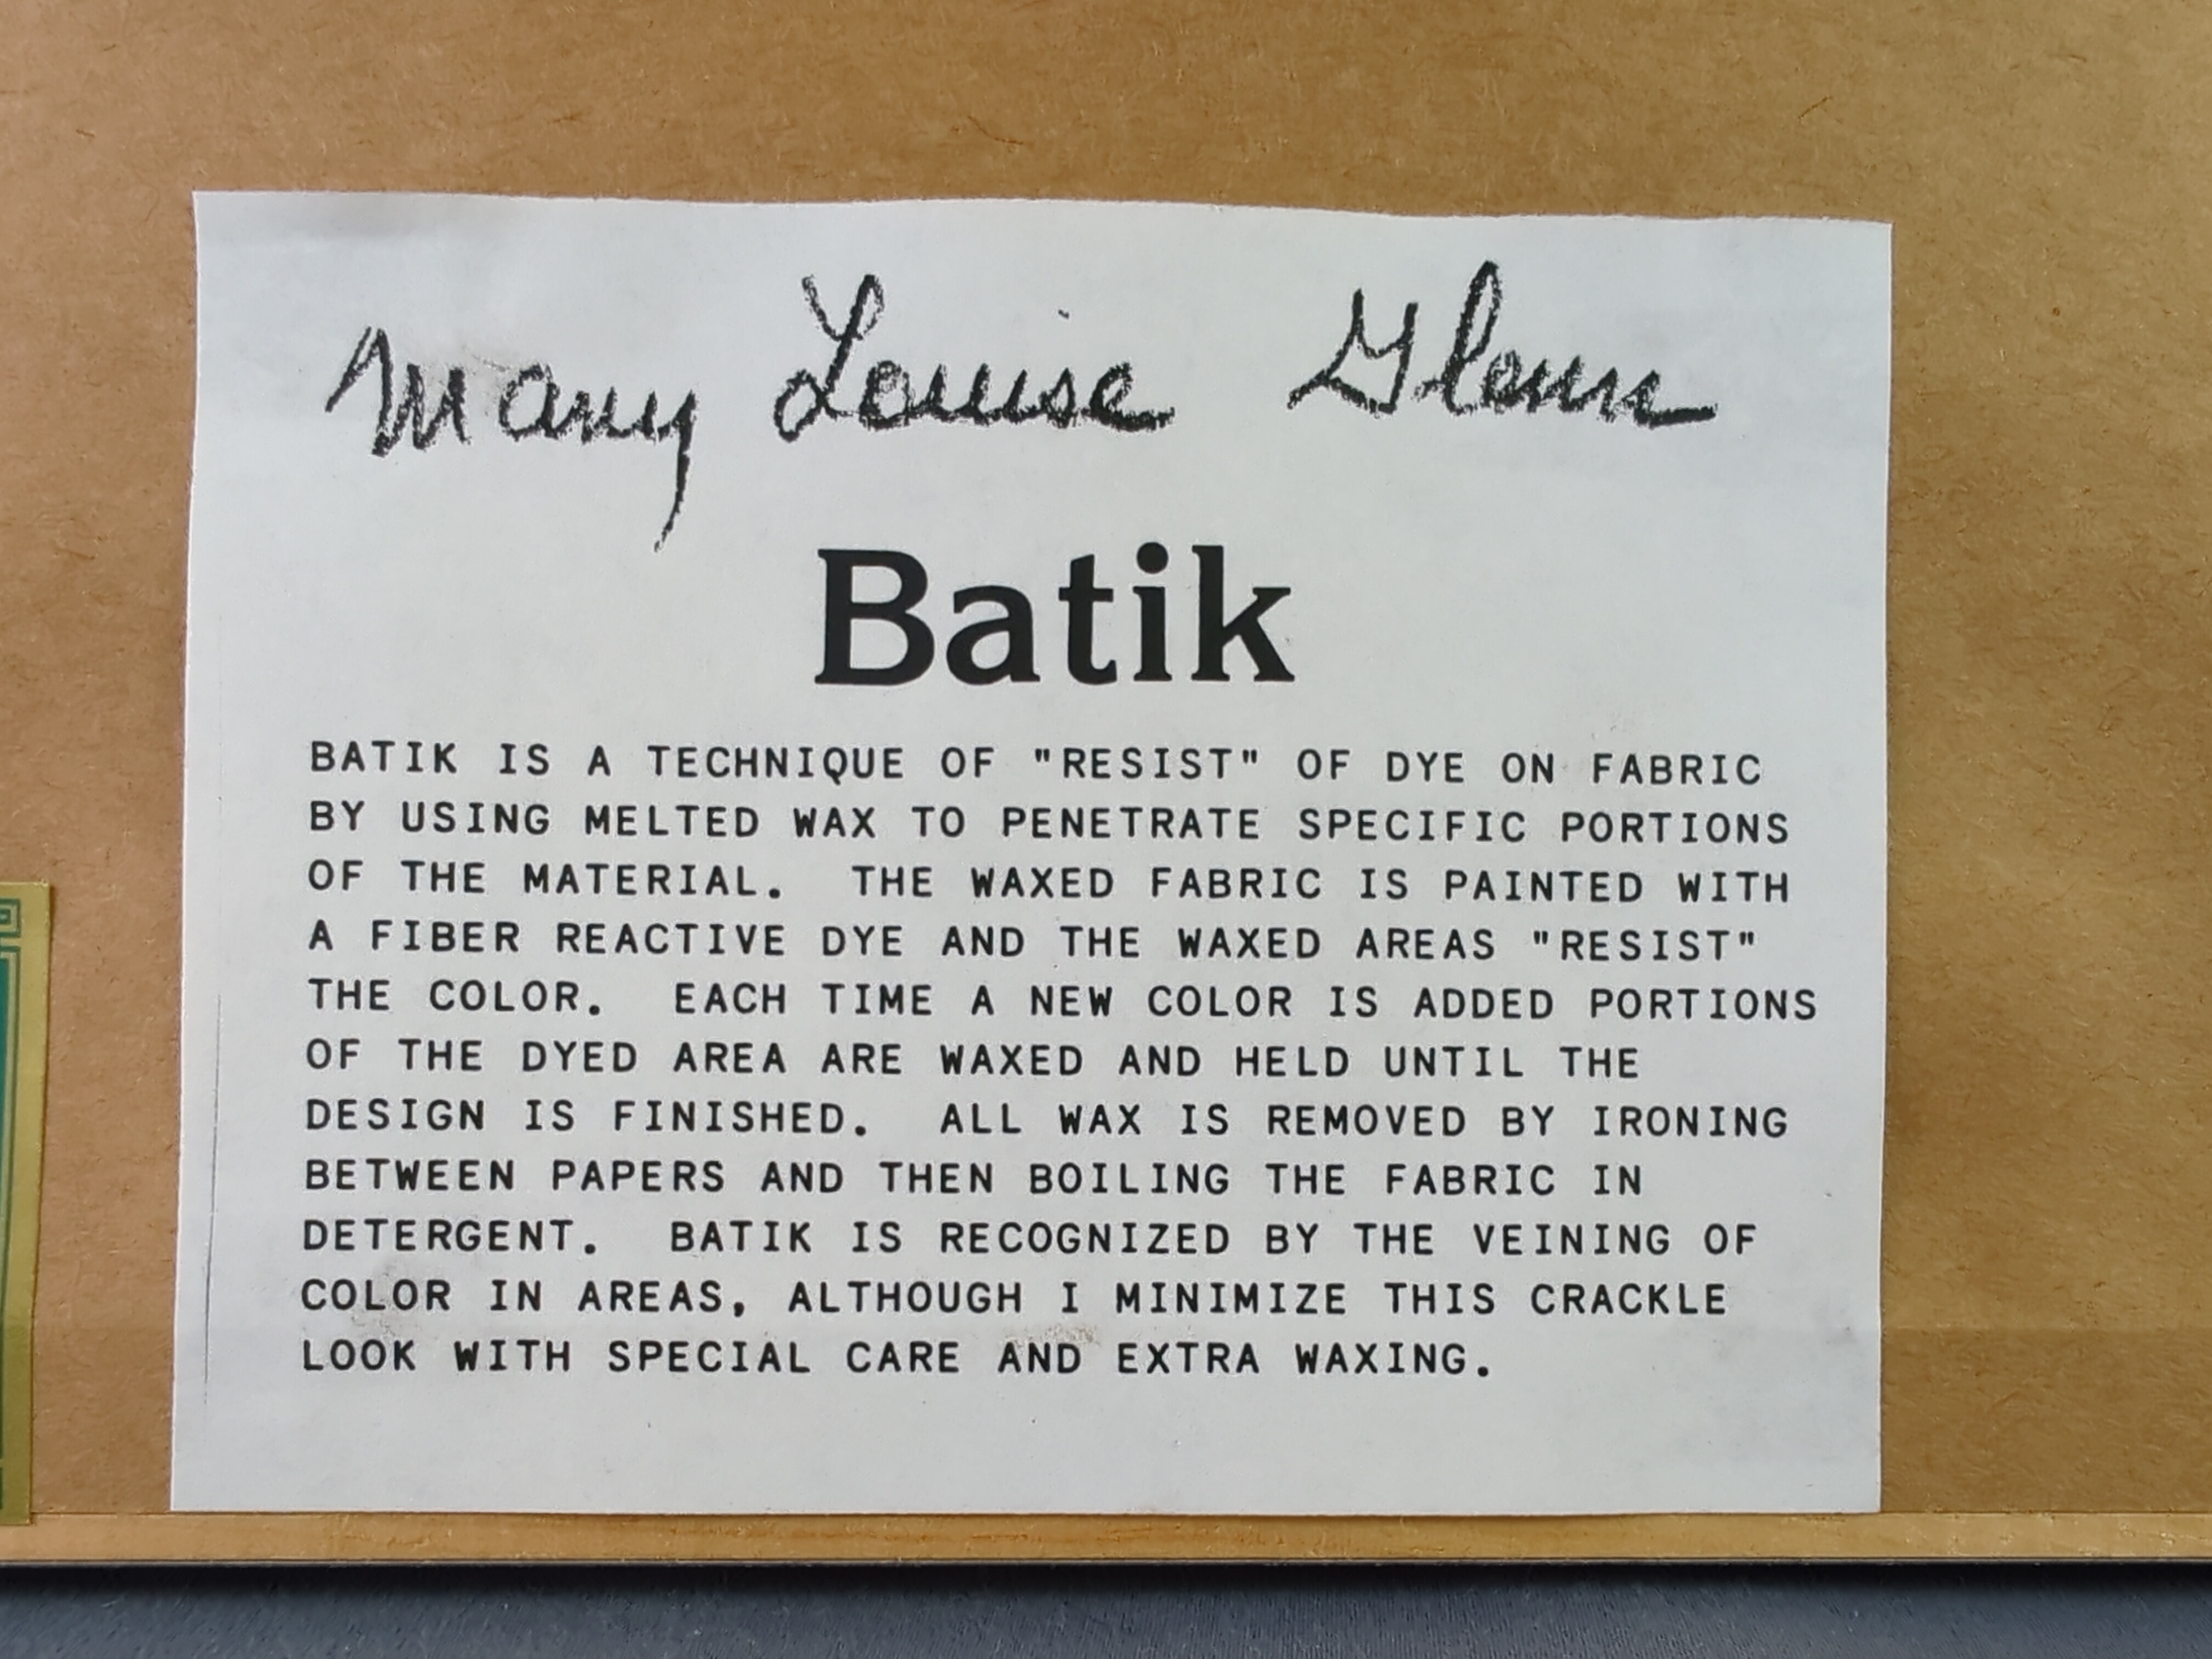 Mary Louise Glenn
Batik
BATIK IS A TECHNIQUE OF "RESIST" OF DYE ON FABRIC
BY USING MELTED WAX TO PENETRATE SPECIFIC PORTIONS
OF THE MATERIAL. THE WAXED FABRIC IS PAINTED WITH
A FIBER REACTIVE DYE AND THE WAXED AREAS "RESIST"
THE COLOR. EACH TIME A NEW COLOR IS ADDED PORTIONS
OF THE DYED AREA ARE WAXED AND HELD UNTIL THE
DESIGN IS FINISHED. ALL WAX IS REMOVED BY IRONING
BETWEEN PAPERS AND THEN BOILING THE FABRIC IN
DETERGENT. BATIK IS RECOGNIZED BY THE VEINING OF
COLOR IN AREAS, ALTHOUGH I MINIMIZE THIS CRACKLE
LOOK WITH SPECIAL CARE AND EXTRA WAXING.